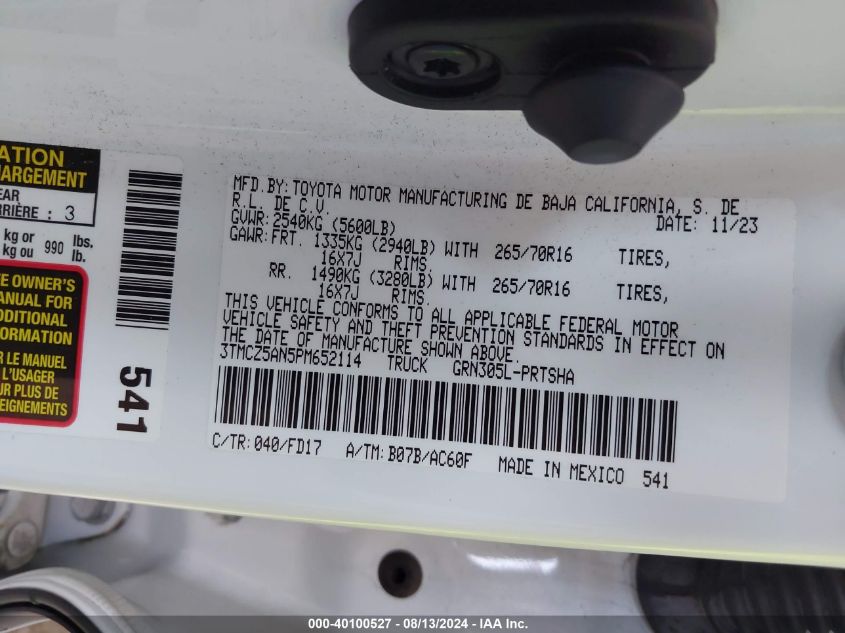 ATION
HARGEMENT
EAR
RRIÈRE : 3
kg or 990 lbs.
kg ou lb.
E OWNER'S
ANUAL FOR
DDITIONAL
FORMATION
R LE MANUEL
L'USAGER
UR PLUS DE
EIGNEMENTS
541
MFD.BY:TOYOTA MOTOR MANUFACTURING DE BAJA CALIFORNIA, S. DE
R.L. DE C.V. DATE: 11/23
GVWR:2540KG (5600LB)
GAWR:FRT. 1335KG (2940LB) WITH 265/70R16 TIRES,
16X7J RIMS.
RR. 1490KG (3280LB) WITH 265/70R16 TIRES,
16X7J RIMS.
THIS VEHICLE CONFORMS TO ALL APPLICABLE FEDERAL MOTOR
VEHICLE SAFETY AND THEFT PREVENTION STANDARDS IN EFFECT ON
THE DATE OF MANUFACTURE SHOWN ABOVE.
3TMCZ5AN5PM652114 TRUCK GRN305L-PRTSHA
C/TR:040/FD17 A/TM:B07B/AC60F MADE IN MEXICO 541
000-40100527 - 08/13/2024 - IAA Inc.